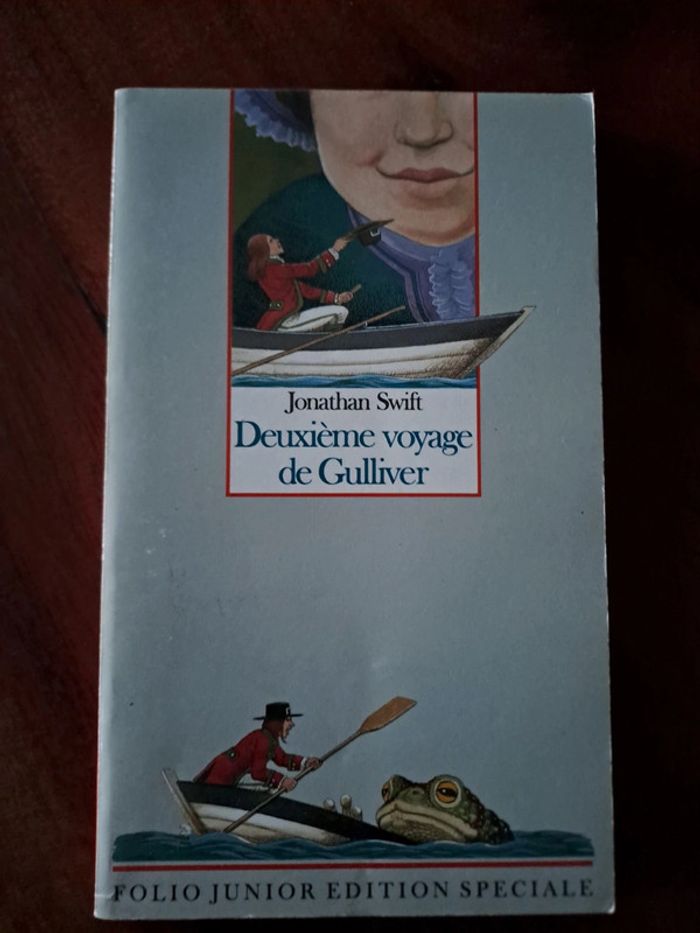 Jonathan Swift
Deuxième voyage
de Gulliver
FOLIO JUNIOR EDITION SPECIALE